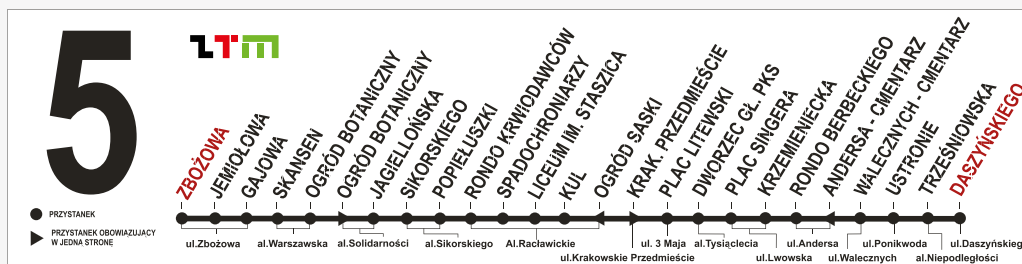 5
ZTM
ZBOŻOWA
JEMIOŁOWA
GAJOWA
SKANSEN
OGRÓD BOTANICZNY
OGRÓD BOTANICZNY
JAGIELLOŃSKA
SIKORSKIEGO
POPIEŁUSZKI
RONDO KRWIODAWCÓW
SPADOCHRONIARZY
LICEUM IM. STASZICA
KUL
OGRÓD SASKI
KRAK. PRZEDMIEŚCIE
PLAC LITEWSKI
DWORZEC GŁ. PKS
PLAC SINGERA
KRZEMIENIECKA
RONDO BERBECKIEGO
ANDERSA - CMENTARZ
WALECZNYCH - CMENTARZ
USTRONIE
TRZEŚNIOWSKA
DASZYŃSKIEGO
PRZYSTANEK
PRZYSTANEK OBOWIĄZUJĄCY
W JEDNĄ STRONĘ
ul.Zbożowa
al.Warszawska
al.Solidarności
al.Sikorskiego
Al.Racławickie
ul.Krakowskie Przedmieście
ul. 3 Maja
al.Tysiąclecia
ul.Lwowska
ul.Andersa
ul.Walecznych
ul.Ponikwoda
al.Niepodległości
ul.Daszyńskieg